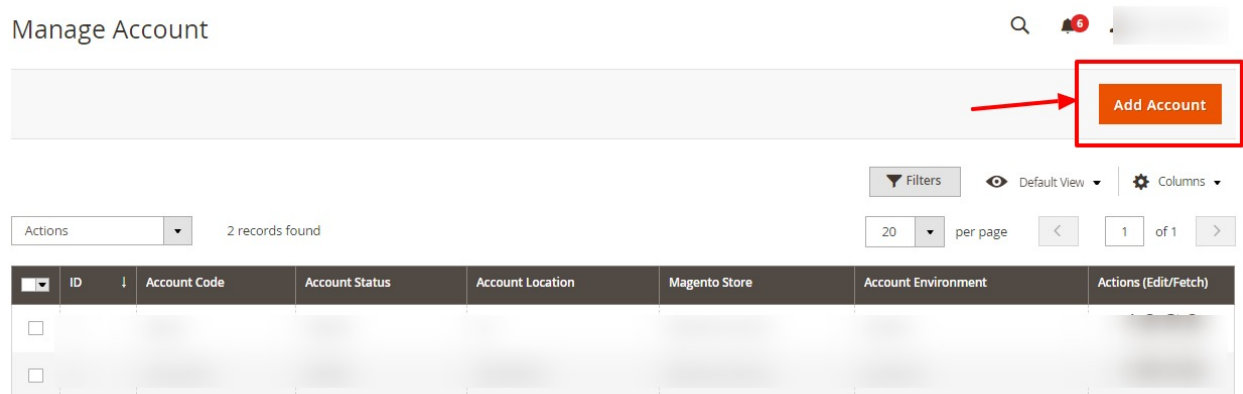 Manage Account
6
Add Account
Filters Default View Columns
Actions 2 records found 20 per page 1 of 1
ID Account Code Account Status Account Location Magento Store Account Environment Actions (Edit/Fetch)